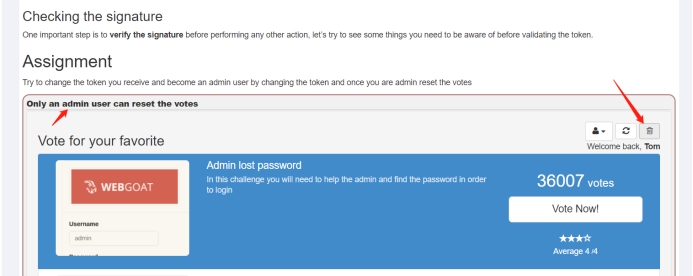 Checking the signature
One important step is to verify the signature before performing any other action, let's try to see some things you need to be aware of before validating the token.
Assignment
Try to change the token you receive and become an admin user by changing the token and once you are admin reset the votes
Only an admin user can reset the votes
Vote for your favorite
Welcome back, Tom
WEBGOAT
Username
admin
Admin lost password
In this challenge you will need to help the admin and find the password in order
to login
36007 votes
Vote Now!
Average 4 /4